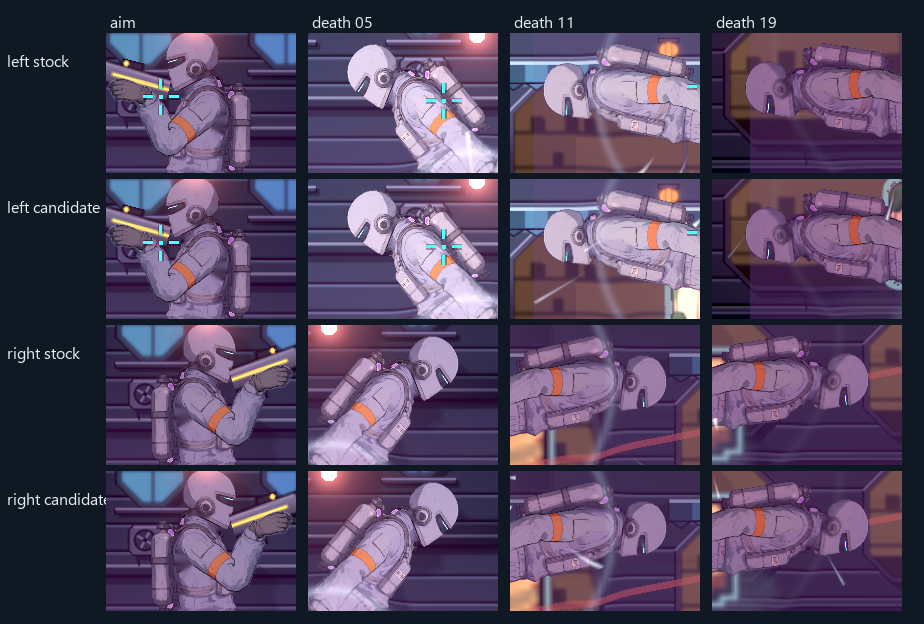 aim
death 05
death 11
death 19
left stock
left candidate
right stock
right candidate